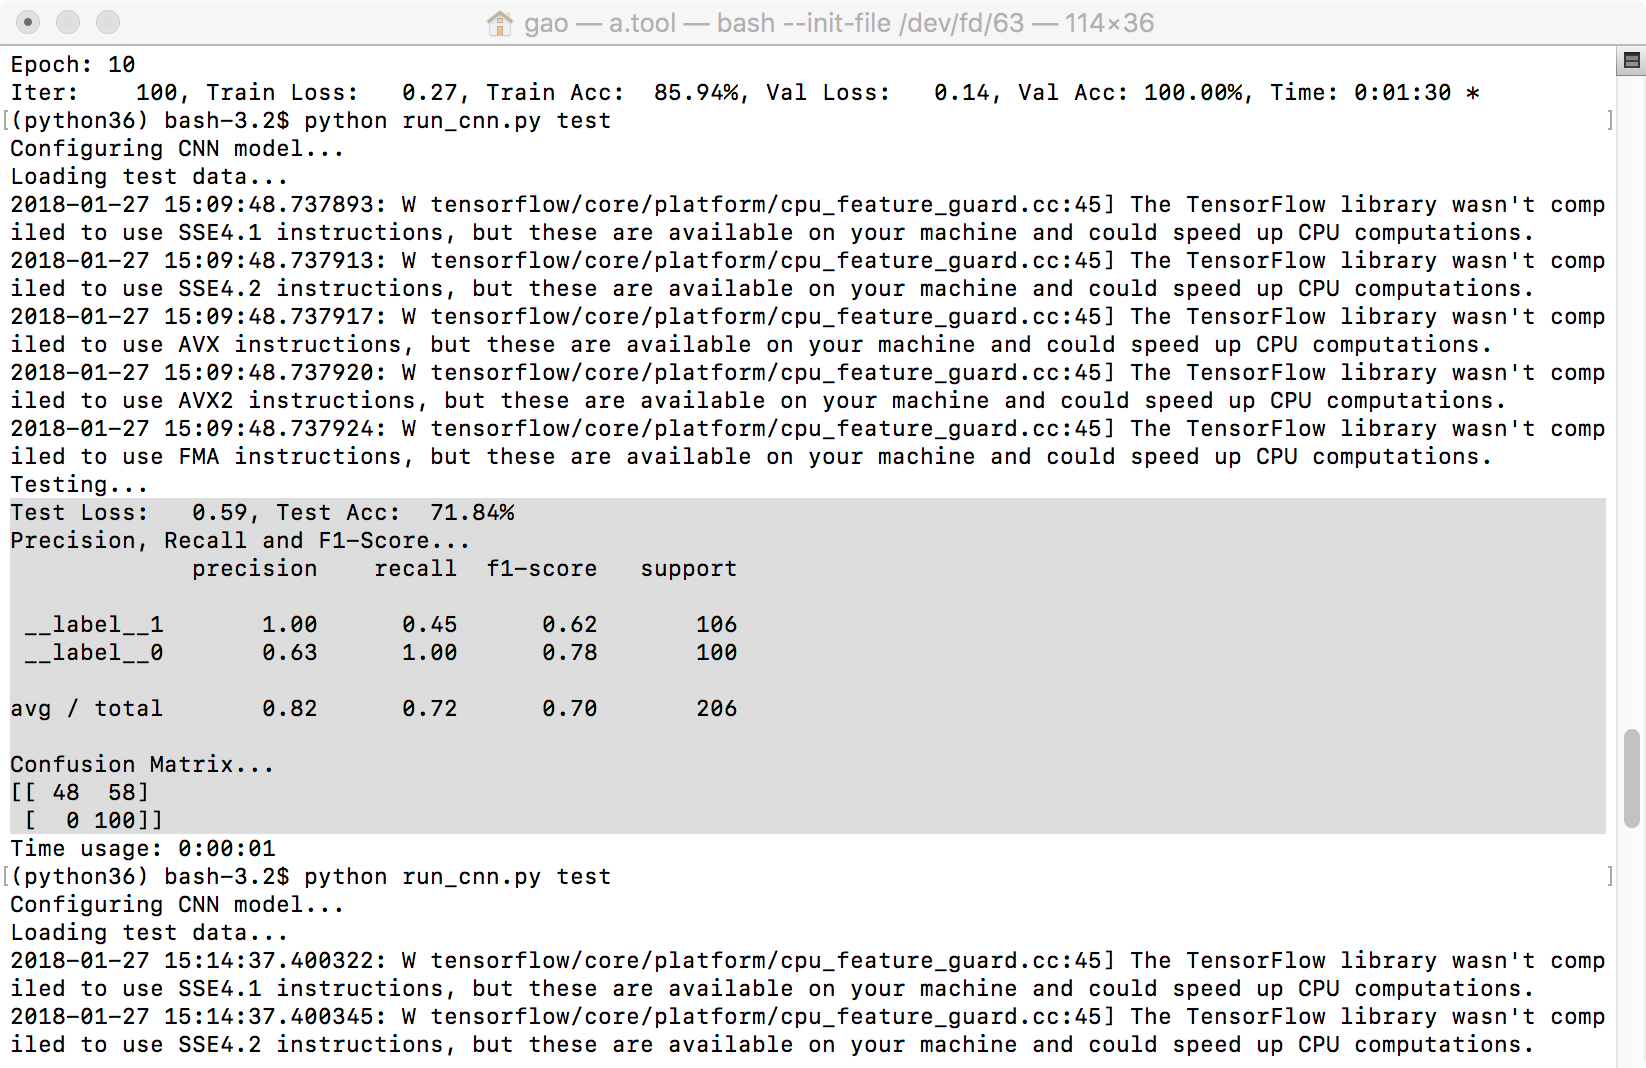 gao — a.tool — bash --init-file /dev/fd/63 — 114×36
Epoch: 10
Iter:    100, Train Loss:   0.27, Train Acc:  85.94%, Val Loss:   0.14, Val Acc: 100.00%, Time: 0:01:30 *
[(python36) bash-3.2$ python run_cnn.py test ]
Configuring CNN model...
Loading test data...
2018-01-27 15:09:48.737893: W tensorflow/core/platform/cpu_feature_guard.cc:45] The TensorFlow library wasn't comp
iled to use SSE4.1 instructions, but these are available on your machine and could speed up CPU computations.
2018-01-27 15:09:48.737913: W tensorflow/core/platform/cpu_feature_guard.cc:45] The TensorFlow library wasn't comp
iled to use SSE4.2 instructions, but these are available on your machine and could speed up CPU computations.
2018-01-27 15:09:48.737917: W tensorflow/core/platform/cpu_feature_guard.cc:45] The TensorFlow library wasn't comp
iled to use AVX instructions, but these are available on your machine and could speed up CPU computations.
2018-01-27 15:09:48.737920: W tensorflow/core/platform/cpu_feature_guard.cc:45] The TensorFlow library wasn't comp
iled to use AVX2 instructions, but these are available on your machine and could speed up CPU computations.
2018-01-27 15:09:48.737924: W tensorflow/core/platform/cpu_feature_guard.cc:45] The TensorFlow library wasn't comp
iled to use FMA instructions, but these are available on your machine and could speed up CPU computations.
Testing...
Test Loss:   0.59, Test Acc:  71.84%
Precision, Recall and F1-Score...
             precision    recall  f1-score   support
 __label__1       1.00      0.45      0.62       106
 __label__0       0.63      1.00      0.78       100
avg / total       0.82      0.72      0.70       206
Confusion Matrix...
[[ 48  58]
 [  0 100]]
Time usage: 0:00:01
[(python36) bash-3.2$ python run_cnn.py test ]
Configuring CNN model...
Loading test data...
2018-01-27 15:14:37.400322: W tensorflow/core/platform/cpu_feature_guard.cc:45] The TensorFlow library wasn't comp
iled to use SSE4.1 instructions, but these are available on your machine and could speed up CPU computations.
2018-01-27 15:14:37.400345: W tensorflow/core/platform/cpu_feature_guard.cc:45] The TensorFlow library wasn't comp
iled to use SSE4.2 instructions, but these are available on your machine and could speed up CPU computations.